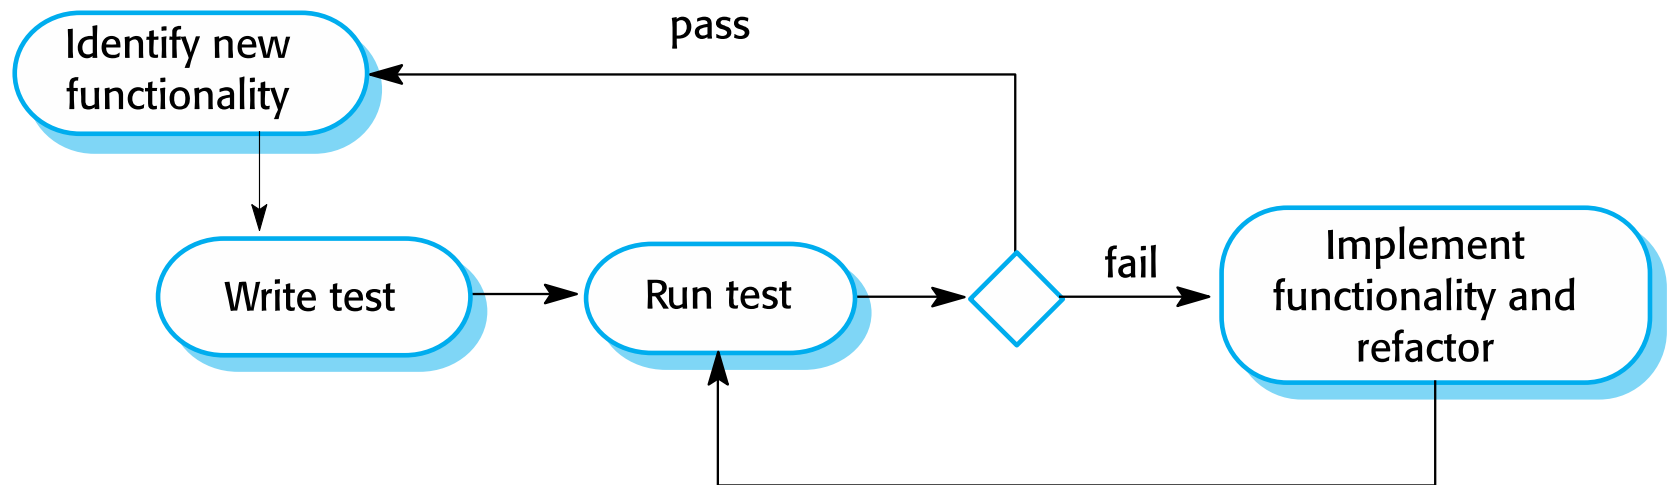 Identify new
functionality
pass
Write test
Run test
fail
Implement
functionality and
refactor